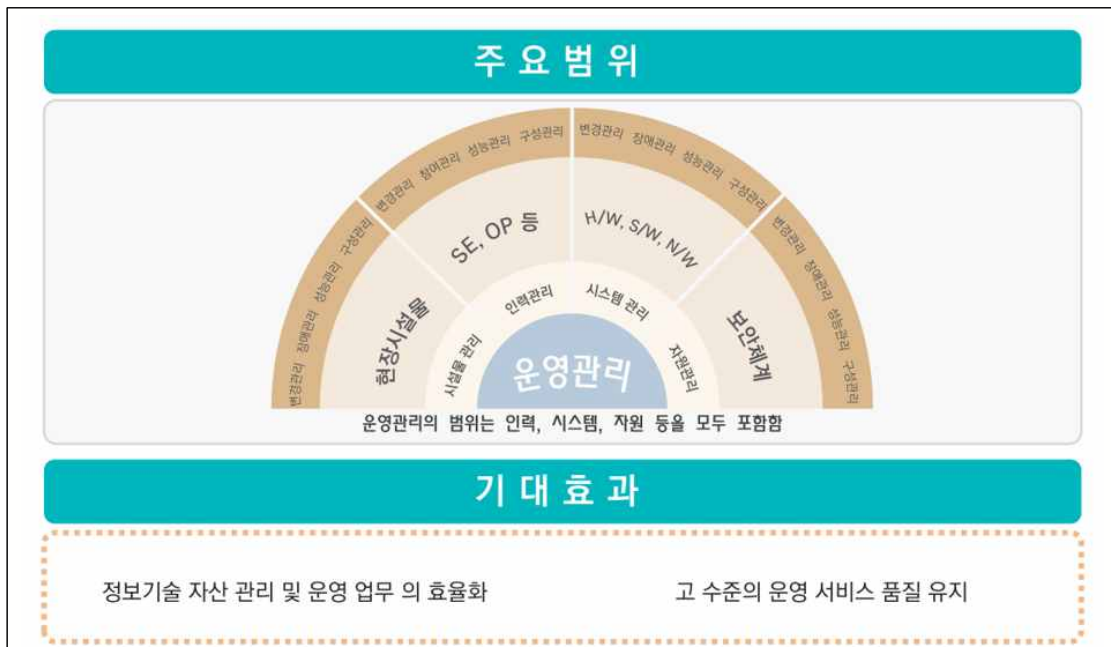 주요범위
변경관리 장애관리 성능관리 구성관리
변경관리 참여관리 성능관리 구성관리
변경관리 장애관리 성능관리 구성관리
변경관리 장애관리 성능관리 구성관리
현장시설물
SE, OP 등
H/W, S/W, N/W
보안체계
시설물 관리
인력관리
시스템 관리
자원관리
운영관리
운영관리의 범위는 인력, 시스템, 자원 등을 모두 포함함
기대효과
정보기술 자산 관리 및 운영 업무 의 효율화
고 수준의 운영 서비스 품질 유지